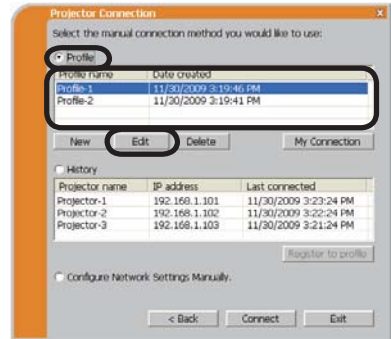 Projector Connection
Select the manual connection method you would like to use:
Profile
Profile name Date created
Profile-1 11/30/2009 3:19:46 PM
Profile-2 11/30/2009 3:19:41 PM
New Edit Delete My Connection
History
Projector name IP address Last connected
Projector-1 192.168.1.101 11/30/2009 3:23:24 PM
Projector-2 192.168.1.102 11/30/2009 3:22:24 PM
Projector-3 192.168.1.103 11/30/2009 3:21:24 PM
Register to profile
Configure Network Settings Manually.
< Back Connect Exit